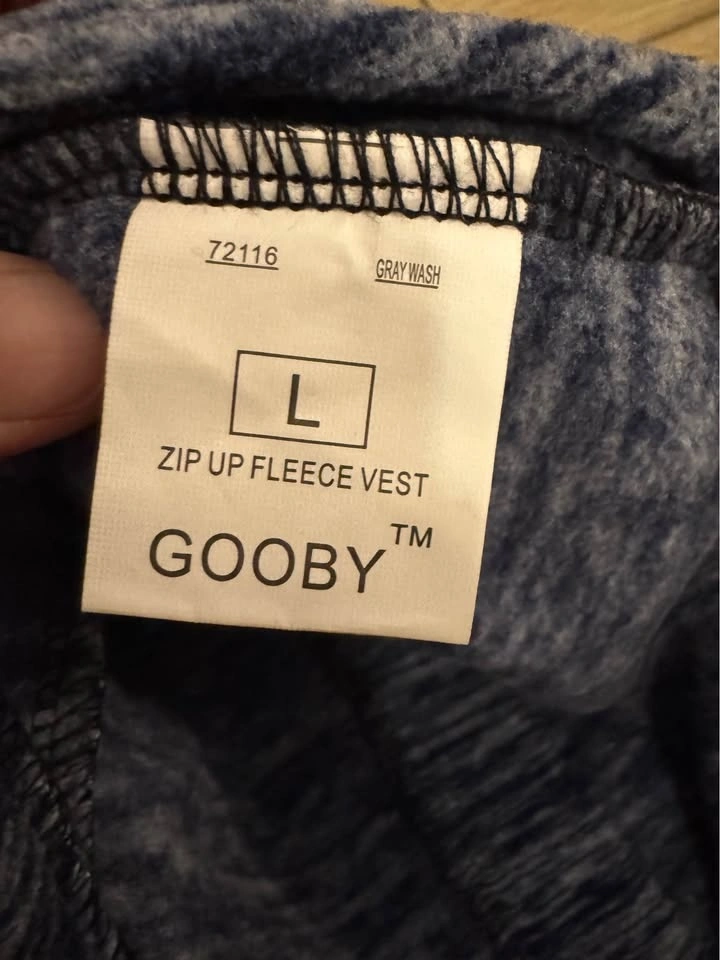 72116 GRAY WASH
L
ZIP UP FLEECE VEST
GOOBY™